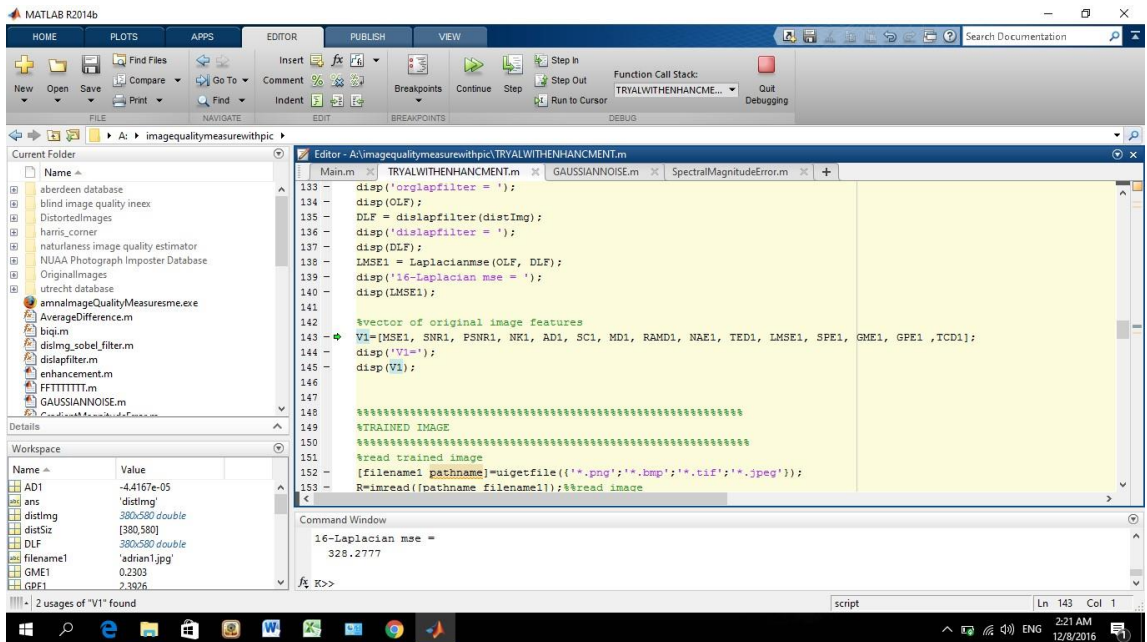 MATLAB R2014b
HOME PLOTS APPS EDITOR PUBLISH VIEW
Search Documentation
New Open Save
Find Files
Compare
Print
Go To
Find
Insert
Comment
Indent
Breakpoints
Continue Step
Step In
Step Out
Run to Cursor
Function Call Stack:
TRYALWITHENHANCME...
Quit
Debugging
FILE NAVIGATE EDIT BREAKPOINTS DEBUG
A: imagequalitymeasurewithpic
Current Folder
Name
aberdeen database
blind image quality ineex
DistortedImages
harris_corner
naturlaness image quality estimator
NUAA Photograph Imposter Database
OriginalImages
utrecht database
amnaImageQualityMeasuresme.exe
AverageDifference.m
biqi.m
disImg_sobel_filter.m
dislapfilter.m
enhancement.m
FFTTTTTTT.m
GAUSSIANNOISE.m
Details
Workspace
Name Value
AD1 -4.4167e-05
ans 'distImg'
distImg 380x580 double
distSiz [380,580]
DLF 380x580 double
filename1 'adrian1.jpg'
GME1 0.2303
GPE1 2.3926
Editor - A:\imagequalitymeasurewithpic\TRYALWITHENHANCMENT.m
Main.m TRYALWITHENHANCMENT.m GAUSSIANNOISE.m SpectralMagnitudeError.m +
133 - disp('orglapfilter = ');
134 - disp(OLF);
135 - DLF = dislapfilter(distImg);
136 - disp('dislapfilter = ');
137 - disp(DLF);
138 - LMSE1 = Laplacianmse(OLF, DLF);
139 - disp('16-Laplacian mse = ');
140 - disp(LMSE1);
141
142 %vector of original image features
143 - V1=[MSE1, SNR1, PSNR1, NK1, AD1, SC1, MD1, RAMD1, NAE1, TED1, LMSE1, SPE1, GME1, GPE1 ,TCD1];
144 - disp('V1=');
145 - disp(V1);
146
147
148 %%%%%%%%%%%%%%%%%%%%%%%%%%%%%%%%%%%%%%%%%%%%%%%%%%%%%%%%%%%
149 %TRAINED IMAGE
150 %%%%%%%%%%%%%%%%%%%%%%%%%%%%%%%%%%%%%%%%%%%%%%%%%%%%%%%%%%%%
151 %read trained image
152 - [filename1 pathname]=uigetfile({'*.png';'*.bmp';'*.tif';'*.jpeg'});
153 - R=imread([pathname filename1]);%%read image
Command Window
16-Laplacian mse =
328.2777
fx K>>
2 usages of "V1" found
script
Ln 143 Col 1
ENG
2:21 AM
12/8/2016